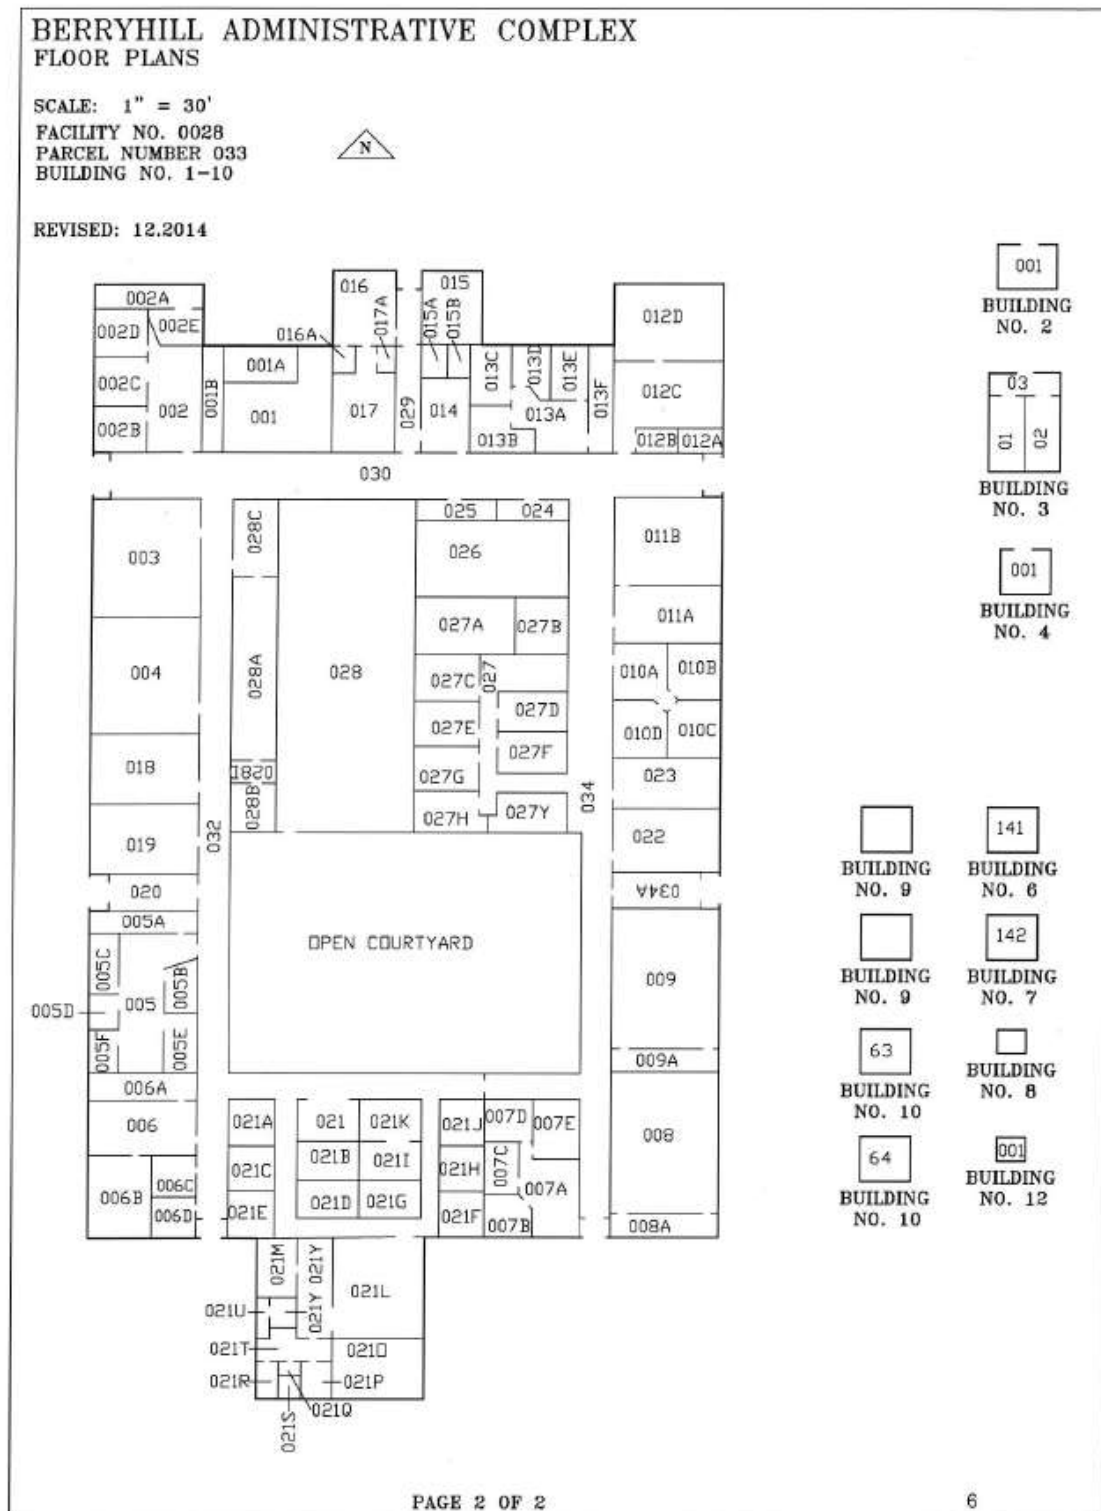 BERRYHILL ADMINISTRATIVE COMPLEX
FLOOR PLANS
SCALE: 1" = 30'
FACILITY NO. 0028
PARCEL NUMBER 033
BUILDING NO. 1-10
N
REVISED: 12.2014
002A
002D
002E
002C
002B
002
001B
001A
001
016A
016
017A
017
029
015
015A
015B
014
013C
013D
013E
013F
013A
013B
012D
012C
012B
012A
030
003
004
018
019
020
032
028C
028A
028
028D
028B
025
024
026
027A
027B
027C
027
027D
027E
027F
027G
027H
027Y
034
011B
011A
010A
010B
010D
010C
023
022
034A
005A
005C
005B
005D
005
005F
005E
OPEN COURTYARD
009
009A
006A
006
006B
006C
006D
021A
021
021K
021J
007D
007E
021C
021B
021I
021H
007C
007A
021E
021D
021G
021F
007B
008
008A
021M
021Y
021L
021U
021Y
021T
021O
021R
021P
021Q
021S
001
BUILDING
NO. 2
03
01
02
BUILDING
NO. 3
001
BUILDING
NO. 4
141
BUILDING
NO. 9
BUILDING
NO. 6
142
BUILDING
NO. 9
BUILDING
NO. 7
63
BUILDING
NO. 10
BUILDING
NO. 8
64
001
BUILDING
NO. 10
BUILDING
NO. 12
PAGE 2 OF 2
6